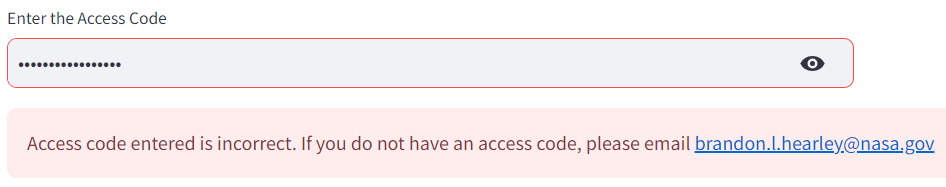 Enter the Access Code
•••••••••••••••••
Access code entered is incorrect. If you do not have an access code, please email brandon.l.hearley@nasa.gov